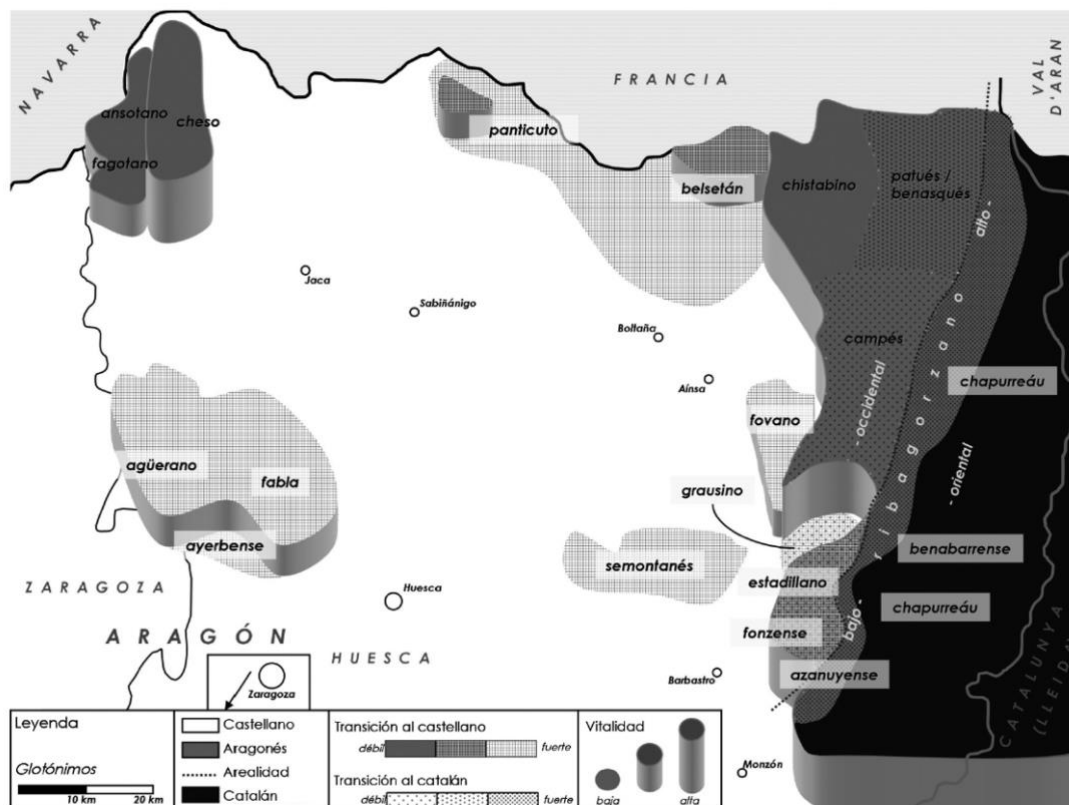 NAVARRA
FRANCIA
VAL
D'ARAN
ansotano
cheso
fagotano
panticuto
belsetán
chistabino
patués /
benasqués
- alto -
Jaca
Sabiñánigo
Boltaña
campés
Aínsa
chapurreáu
fovano
- occidental -
ribagorzano
- oriental -
agüerano
fabla
grausino
ayerbense
semontanés
benabarrense
estadillano
ZARAGOZA
Huesca
chapurreáu
ARAGÓN
fonzense
- bajo -
HUESCA
Zaragoza
Barbastro
azanuyense
CATALUNYA
(LLEIDA)
Monzón
Leyenda
Glotónimos
10 km 20 km
Castellano
Aragonés
Arealidad
Catalán
Transición al castellano
débil fuerte
Transición al catalán
débil fuerte
Vitalidad
baja alta